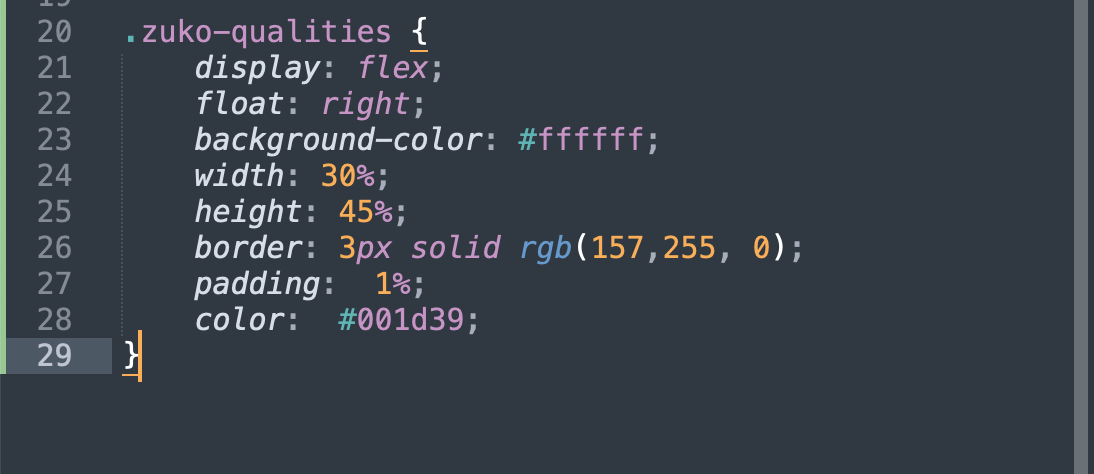 19
20 .zuko-qualities {
21 display: flex;
22 float: right;
23 background-color: #ffffff;
24 width: 30%;
25 height: 45%;
26 border: 3px solid rgb(157,255, 0);
27 padding:  1%;
28 color:  #001d39;
29 }